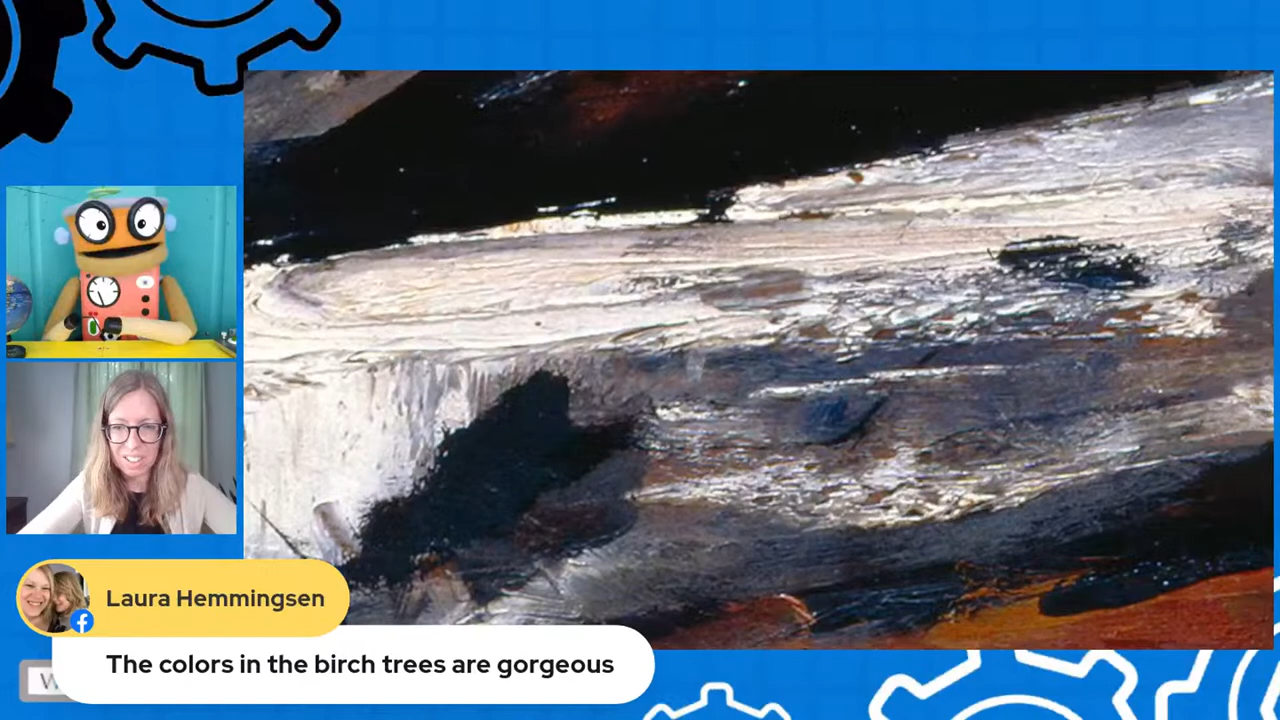 Laura Hemmingsen
The colors in the birch trees are gorgeous